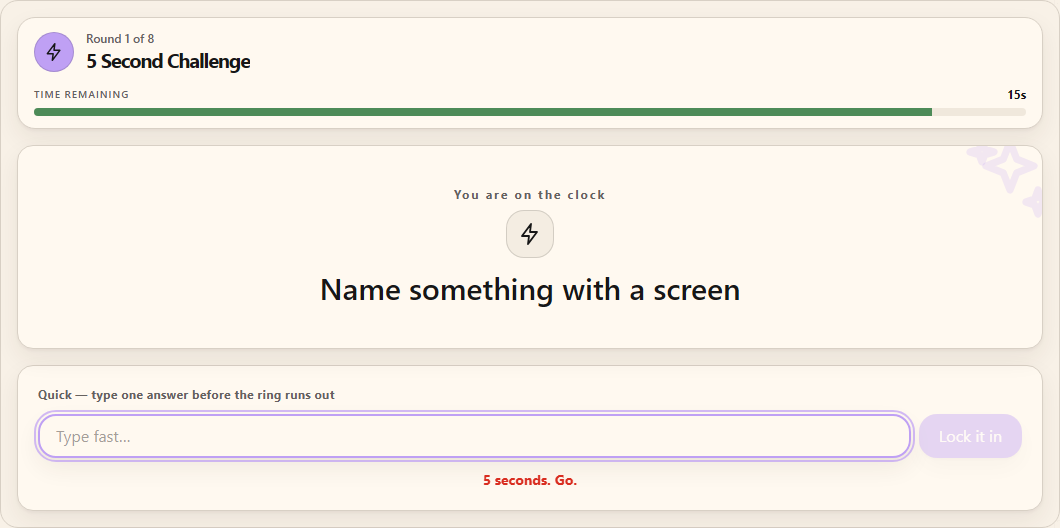 Round 1 of 8
5 Second Challenge
TIME REMAINING
15s
You are on the clock
Name something with a screen
Quick — type one answer before the ring runs out
Type fast...
Lock it in
5 seconds. Go.